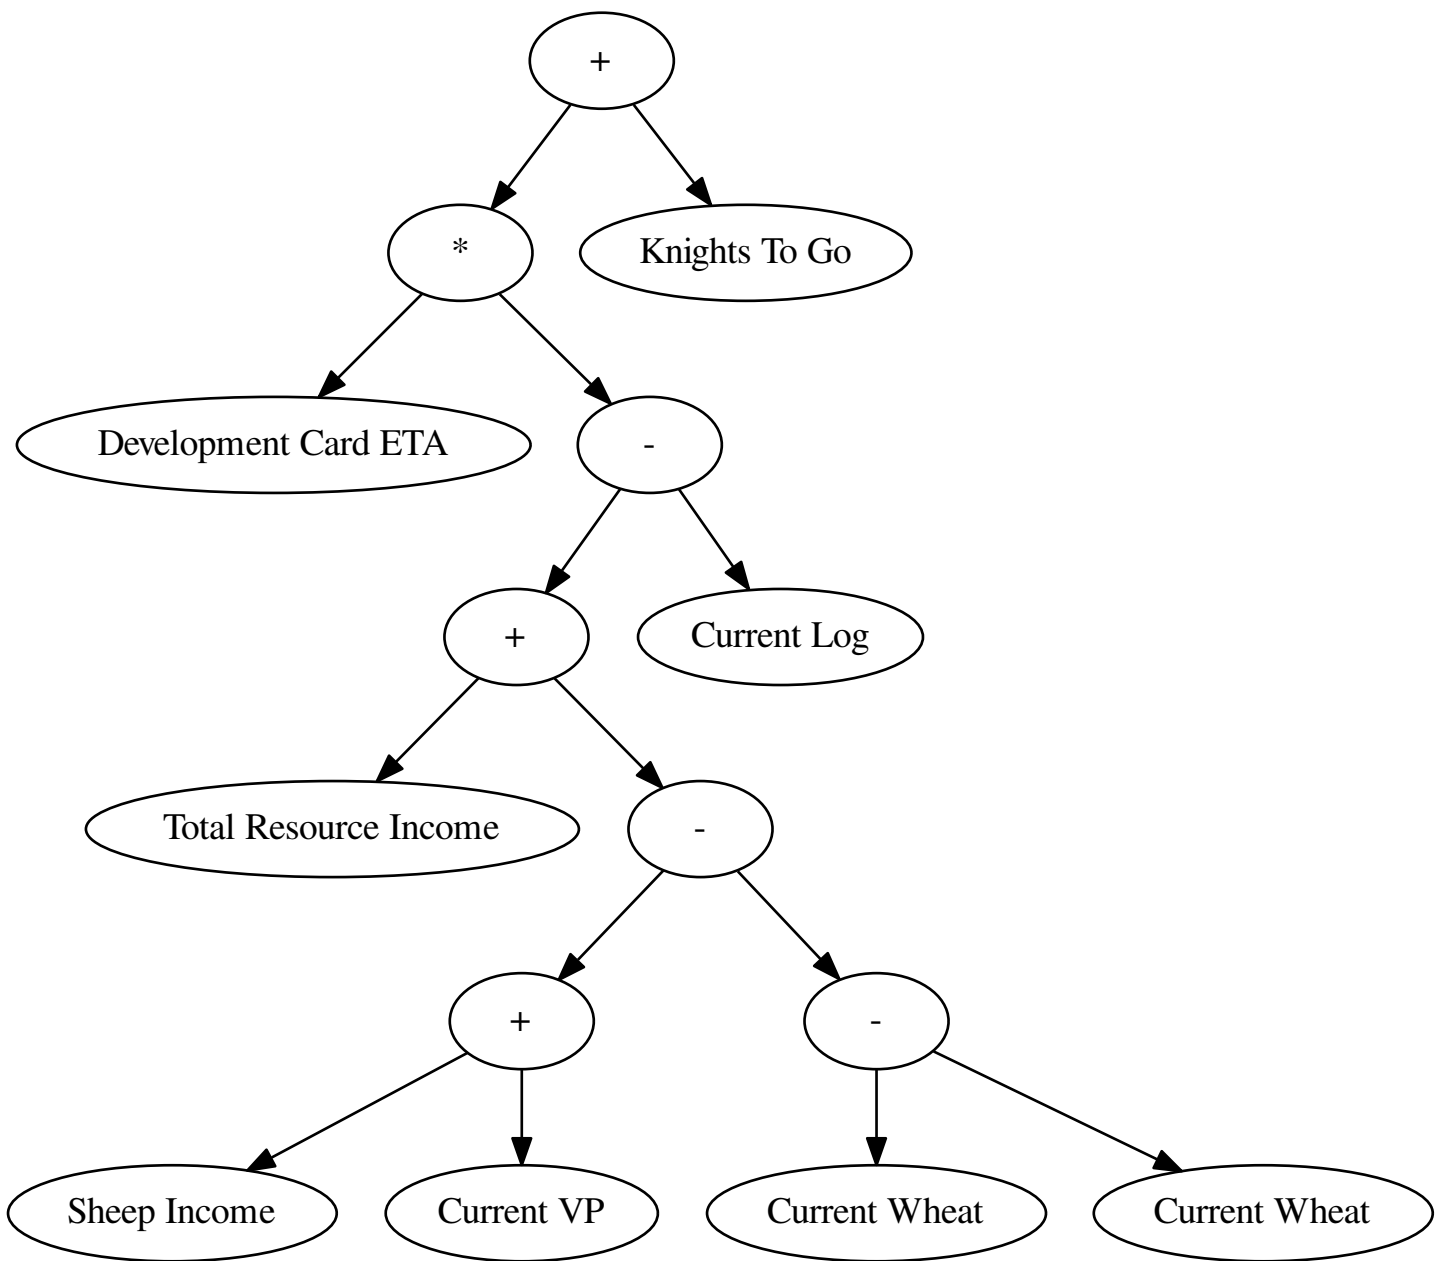 +
*
Knights To Go
Development Card ETA
-
+
Current Log
Total Resource Income
-
+
-
Sheep Income
Current VP
Current Wheat
Current Wheat